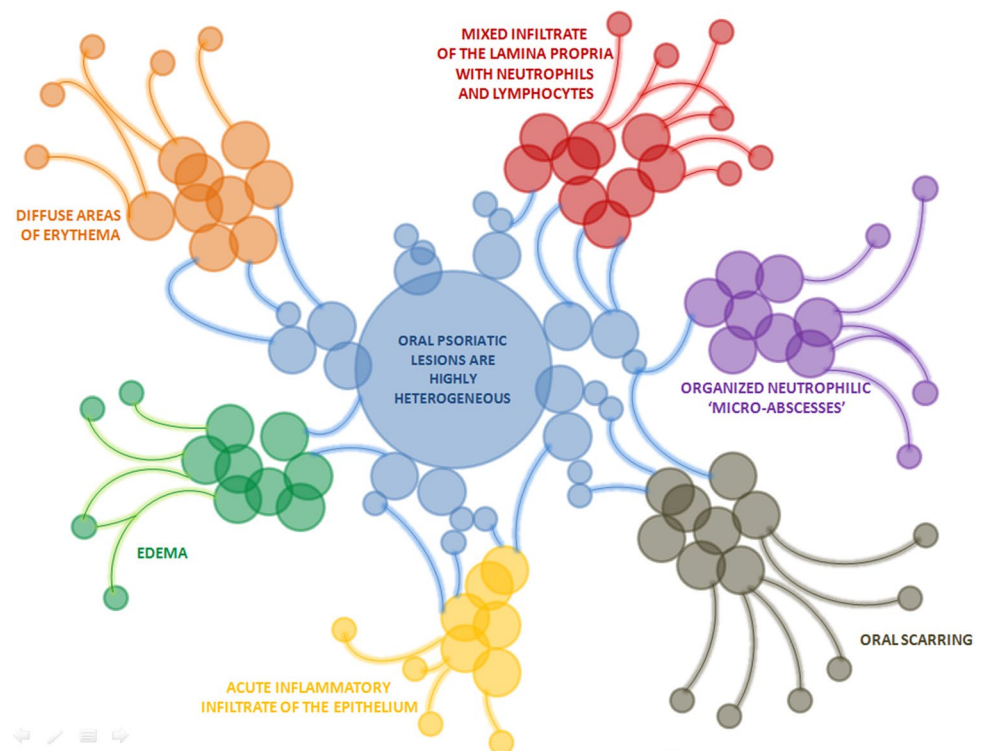 MIXED INFILTRATE
OF THE LAMINA PROPRIA
WITH NEUTROPHILS
AND LYMPHOCYTES
DIFFUSE AREAS
OF ERYTHEMA
ORAL PSORIATIC
LESIONS ARE
HIGHLY
HETEROGENEOUS
ORGANIZED NEUTROPHILIC
‘MICRO-ABSCESSES’
EDEMA
ORAL SCARRING
ACUTE INFLAMMATORY
INFILTRATE OF THE EPITHELIUM